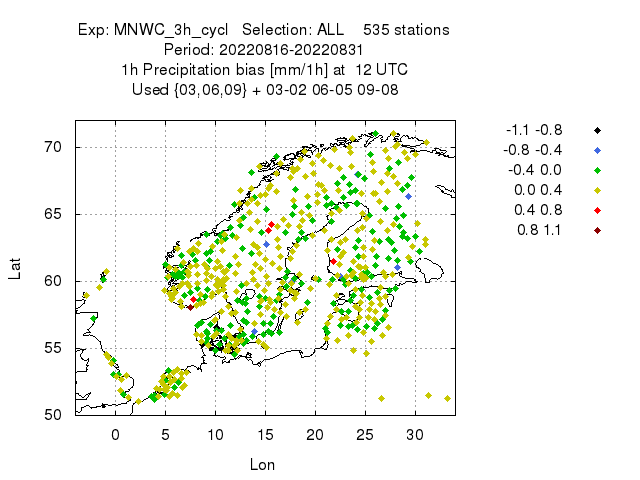 Exp: MNWC_3h_cycl   Selection: ALL    535 stations
Period: 20220816-20220831
1h Precipitation bias [mm/1h] at  12 UTC
Used {03,06,09} + 03-02 06-05 09-08
-1.1 -0.8
-0.8 -0.4
-0.4 0.0
0.0 0.4
0.4 0.8
0.8 1.1
70
65
60
55
50
Lat
0 5 10 15 20 25 30
Lon